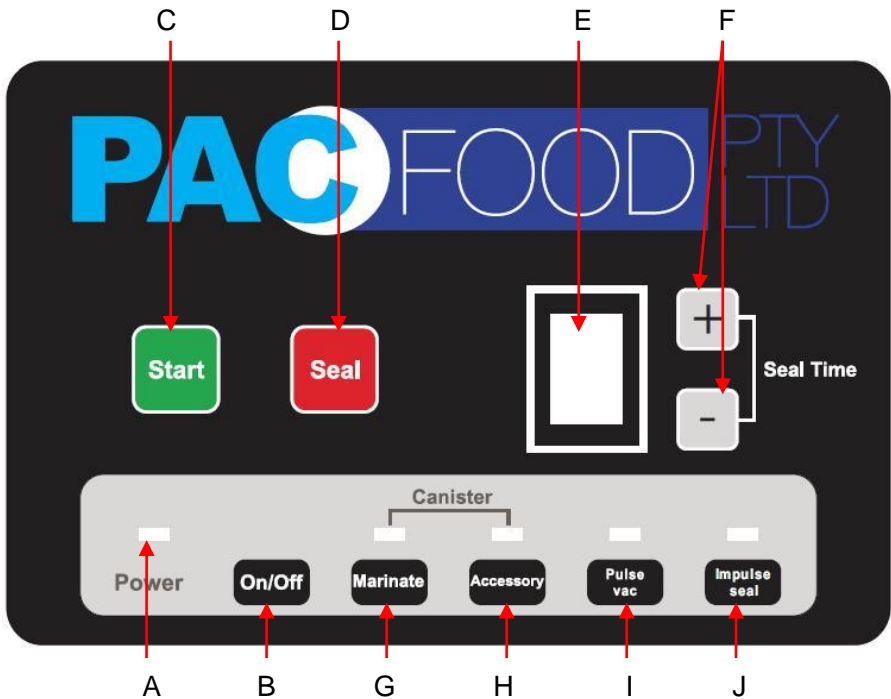 C D E F
PAC FOOD PTY
LTD
+
Start Seal Seal Time
-
Canister
Power On/Off Marinate Accessory Pulse
vac Impulse
seal
A B G H I J